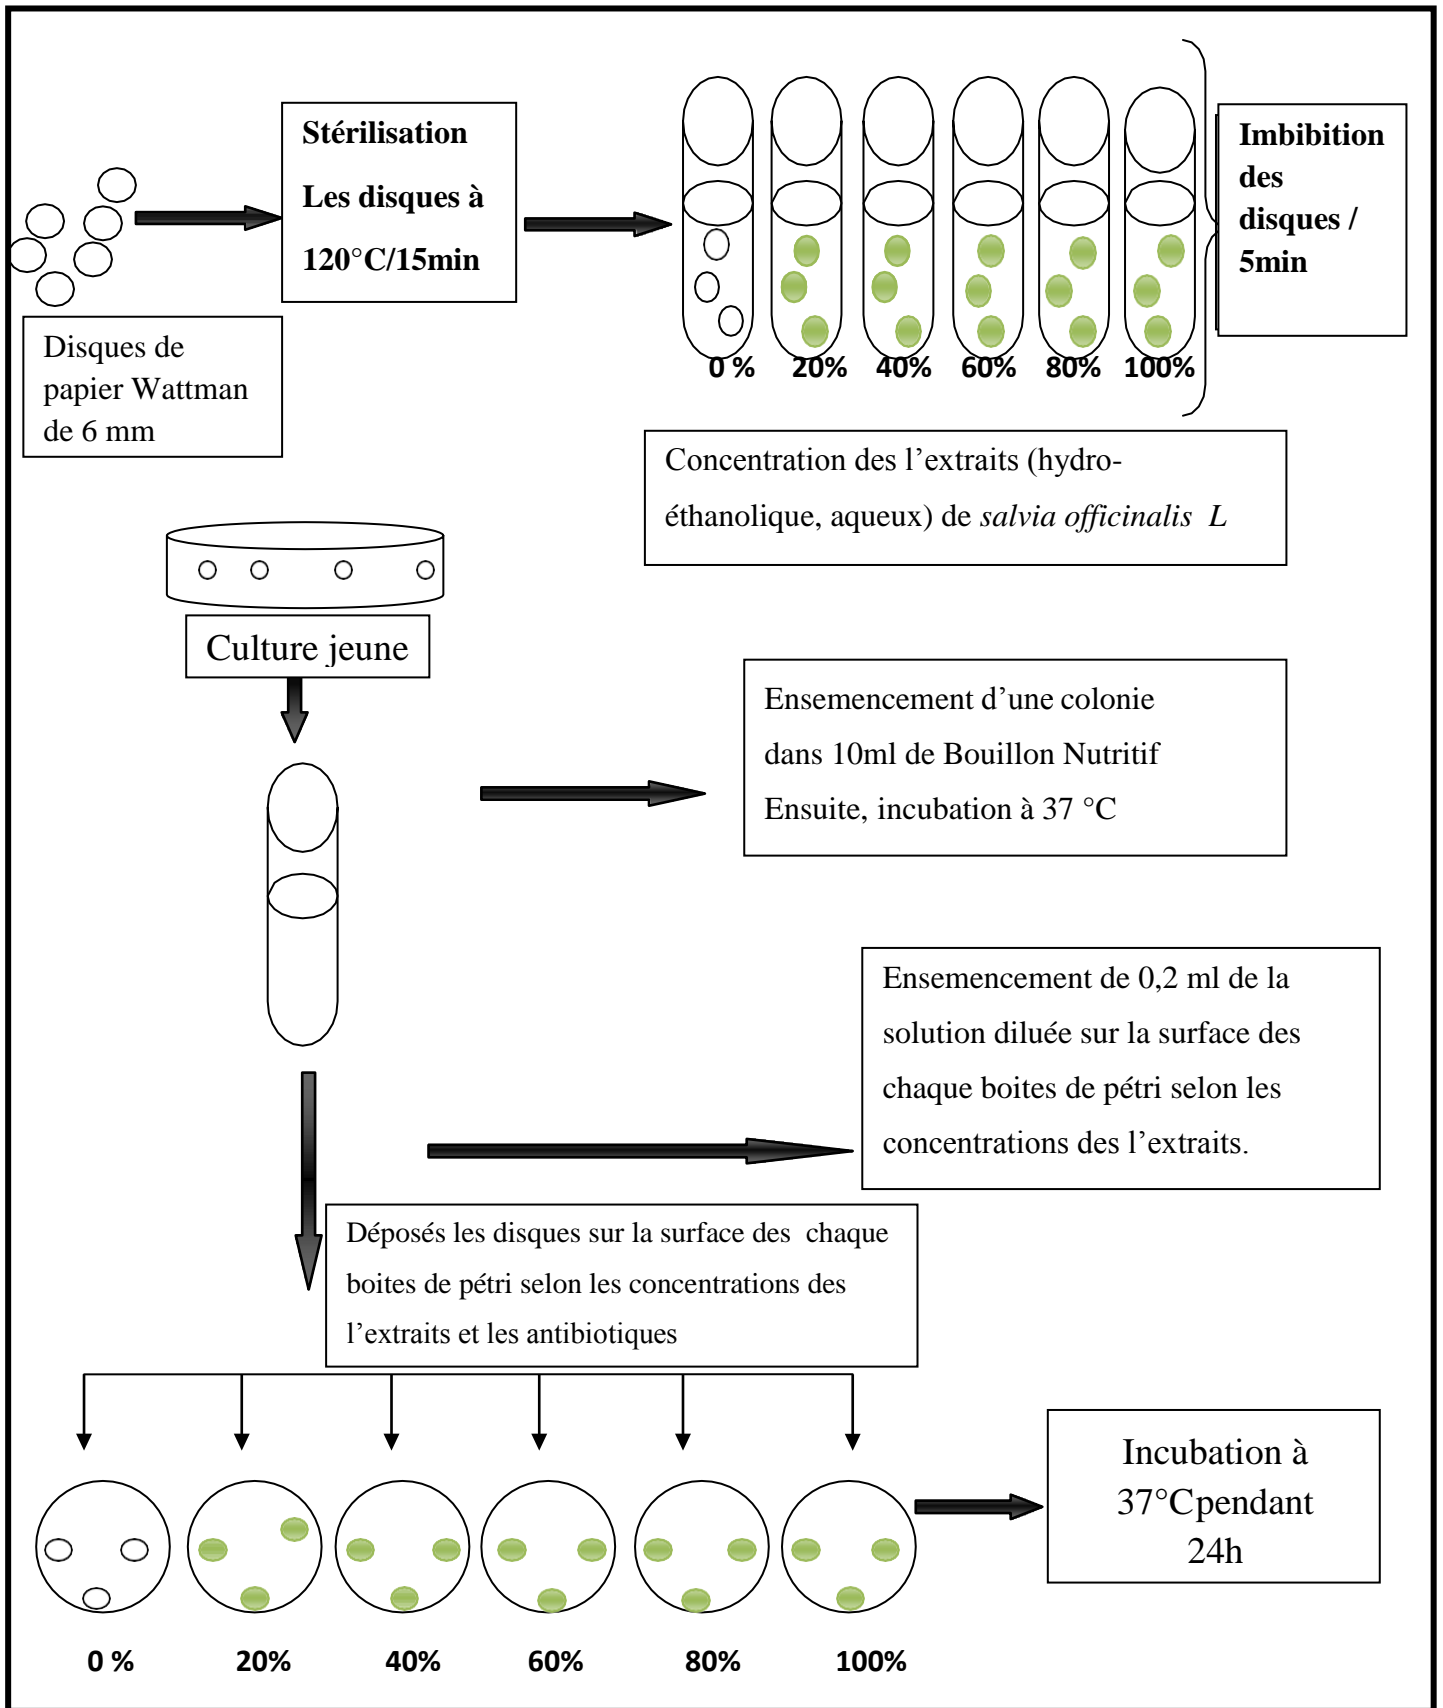 Stérilisation
Les disques à
120°C/15min
Imbibition
des
disques /
5min
Disques de
papier Wattman
de 6 mm
0 % 20% 40% 60% 80% 100%
Concentration des l’extraits (hydro-
éthanolique, aqueux) de salvia officinalis L
Culture jeune
Ensemencement d’une colonie
dans 10ml de Bouillon Nutritif
Ensuite, incubation à 37 °C
Ensemencement de 0,2 ml de la
solution diluée sur la surface des
chaque boites de pétri selon les
concentrations des l’extraits.
Déposés les disques sur la surface des chaque
boites de pétri selon les concentrations des
l’extraits et les antibiotiques
Incubation à
37°Cpendant
24h
0 % 20% 40% 60% 80% 100%